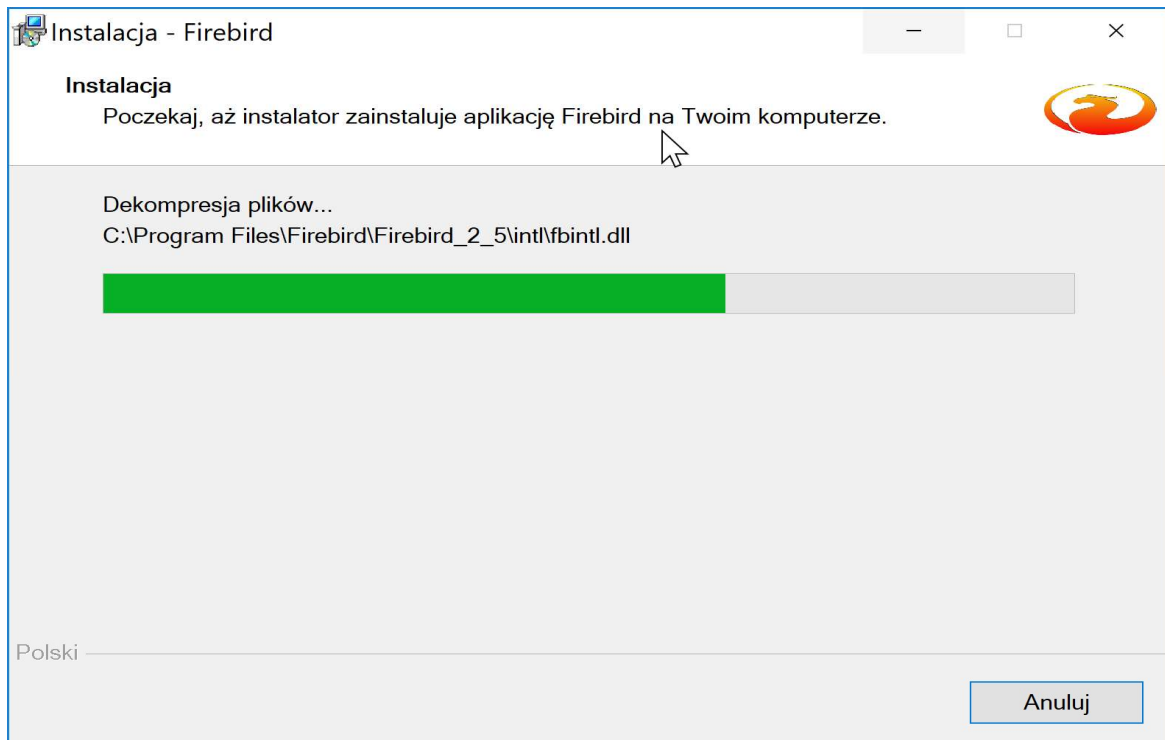 Instalacja - Firebird
Instalacja
Poczekaj, aż instalator zainstaluje aplikację Firebird na Twoim komputerze.
Dekompresja plików...
C:\Program Files\Firebird\Firebird_2_5\intl\fbintl.dll
Polski
Anuluj